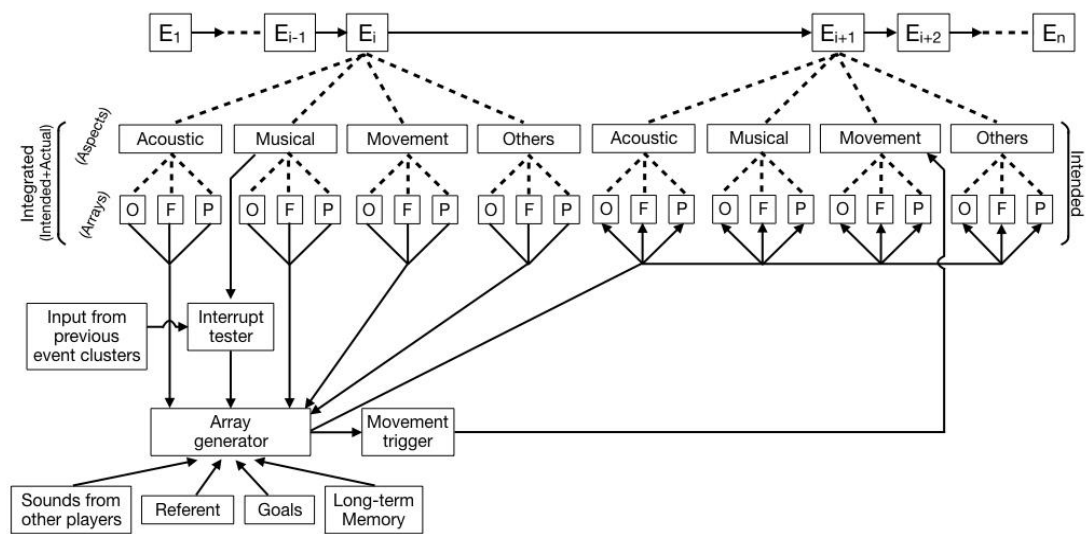 E1
Ei-1
Ei
Ei+1
Ei+2
En
Integrated
(Intended+Actual)
(Aspects)
(Arrays)
Acoustic
Musical
Movement
Others
Acoustic
Musical
Movement
Others
Intended
O F P
O F P
O F P
O F P
O F P
O F P
O F P
O F P
Input from
previous
event clusters
Interrupt
tester
Array
generator
Movement
trigger
Sounds from
other players
Referent
Goals
Long-term
Memory